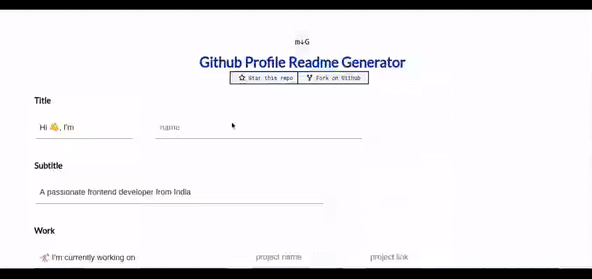 m↓G
Github Profile Readme Generator
Star this repo Fork on Github
Title
Hi 👋, I'm name
Subtitle
A passionate frontend developer from India
Work
🔭 I'm currently working on project name project link